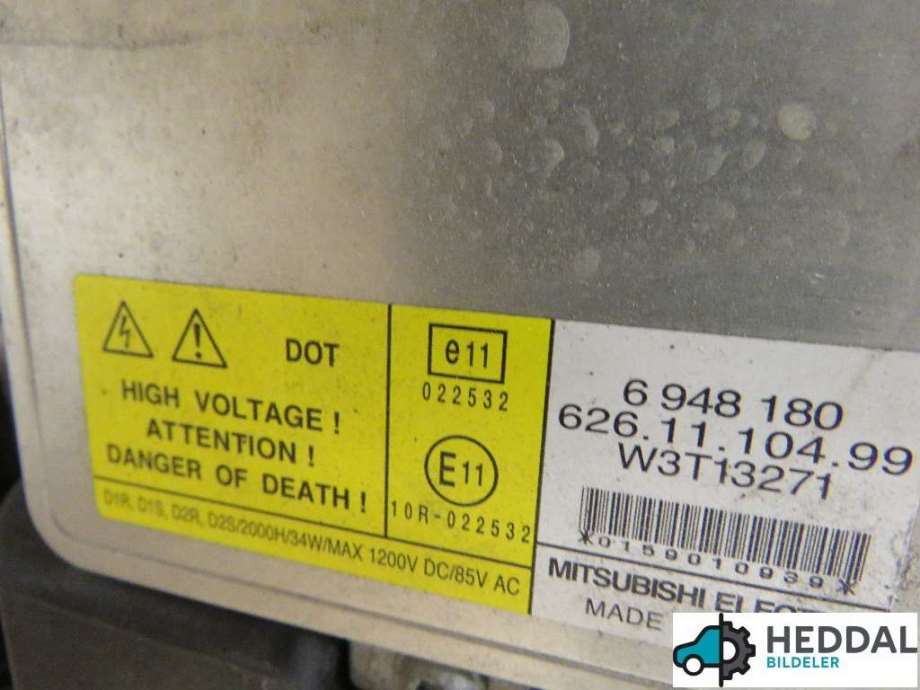 DOT
HIGH VOLTAGE !
ATTENTION !
DANGER OF DEATH !
D1R, D1S, D2R, D2S/2000H/34W/MAX 1200V DC/85V AC
e11
022532
E11
10R-022532
6 948 180
626.11.104.99
W3T13271
*0159010939*
MITSUBISHI
MADE
HEDDAL
BILDELER